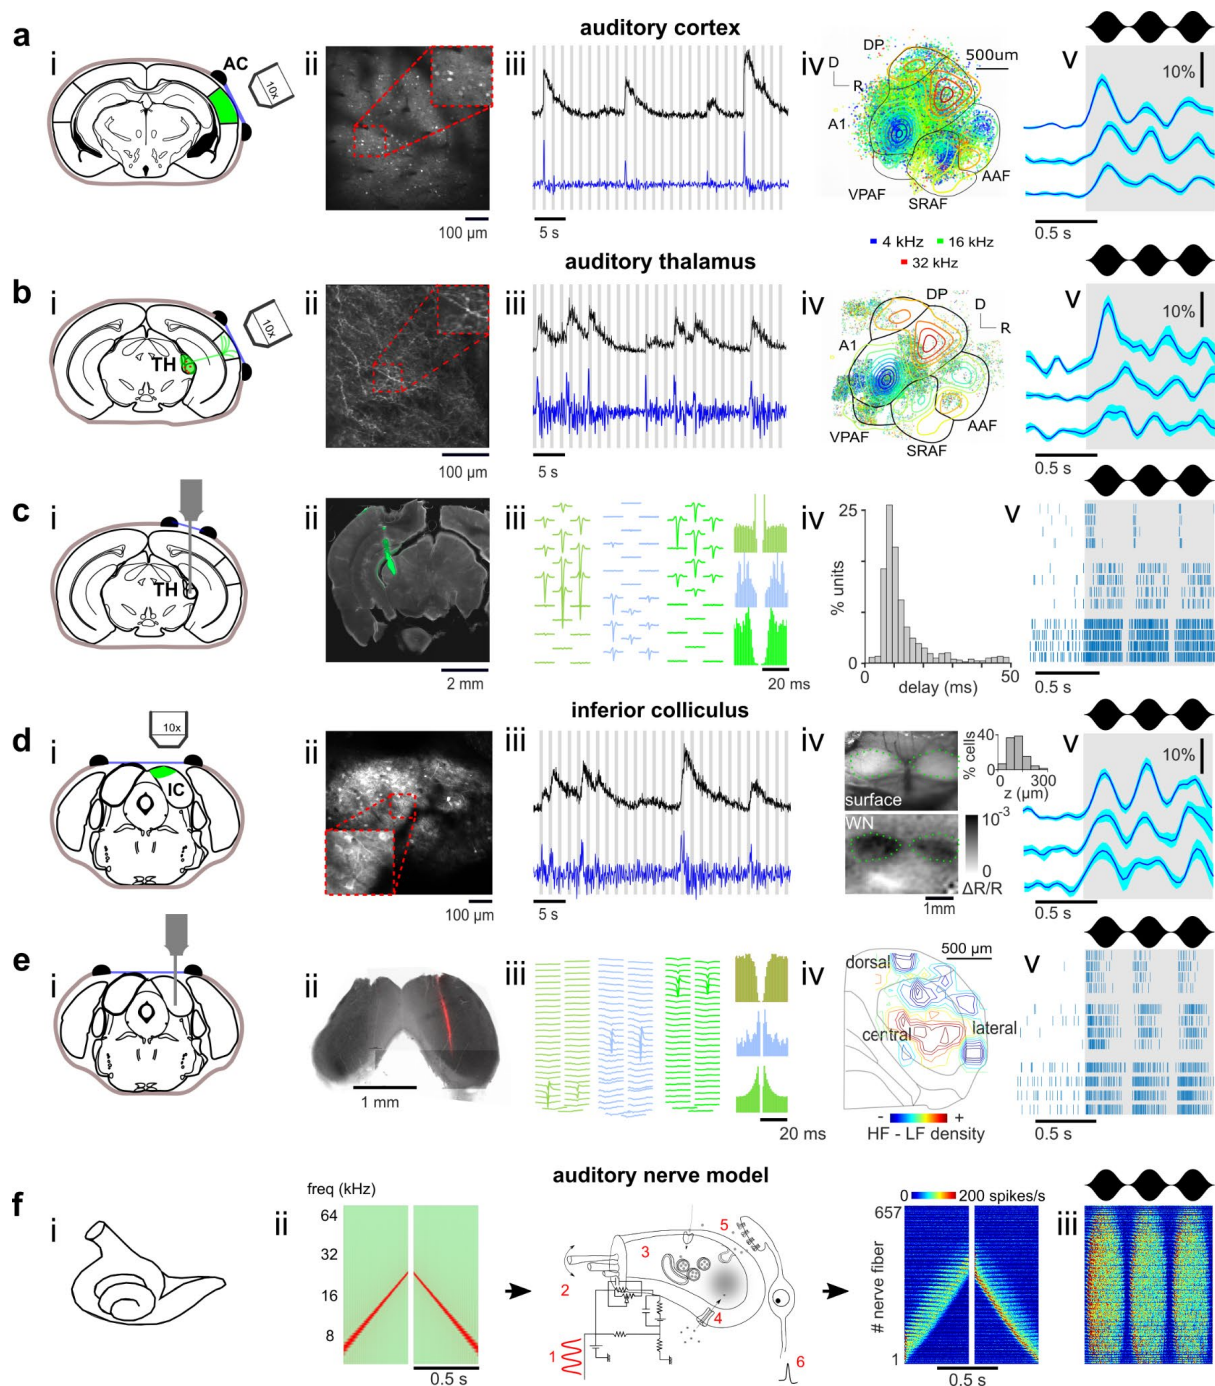 auditory cortex
a
i
AC
10x
ii
100 µm
iii
5 s
iv
DP
500um
D
R
A1
AAF
VPAF
SRAF
v
10%
0.5 s
4 kHz
16 kHz
32 kHz
auditory thalamus
b
i
TH
10x
ii
100 µm
iii
5 s
iv
DP
D
R
A1
AAF
VPAF
SRAF
v
10%
0.5 s
c
i
TH
ii
2 mm
iii
20 ms
iv
25
% units
0
0
50
delay (ms)
v
0.5 s
inferior colliculus
d
i
10x
IC
ii
100 µm
iii
5 s
iv
surface
WN
40
% cells
0
0
300
z (µm)
10⁻³
0
ΔR/R
1mm
v
10%
0.5 s
e
i
ii
1 mm
iii
20 ms
iv
500 µm
dorsal
lateral
central
- +
HF - LF density
v
0.5 s
auditory nerve model
f
i
ii
freq (kHz)
64
32
16
8
0.5 s
1
2
3
4
5
6
0
200 spikes/s
657
# nerve fiber
1
0.5 s
iii